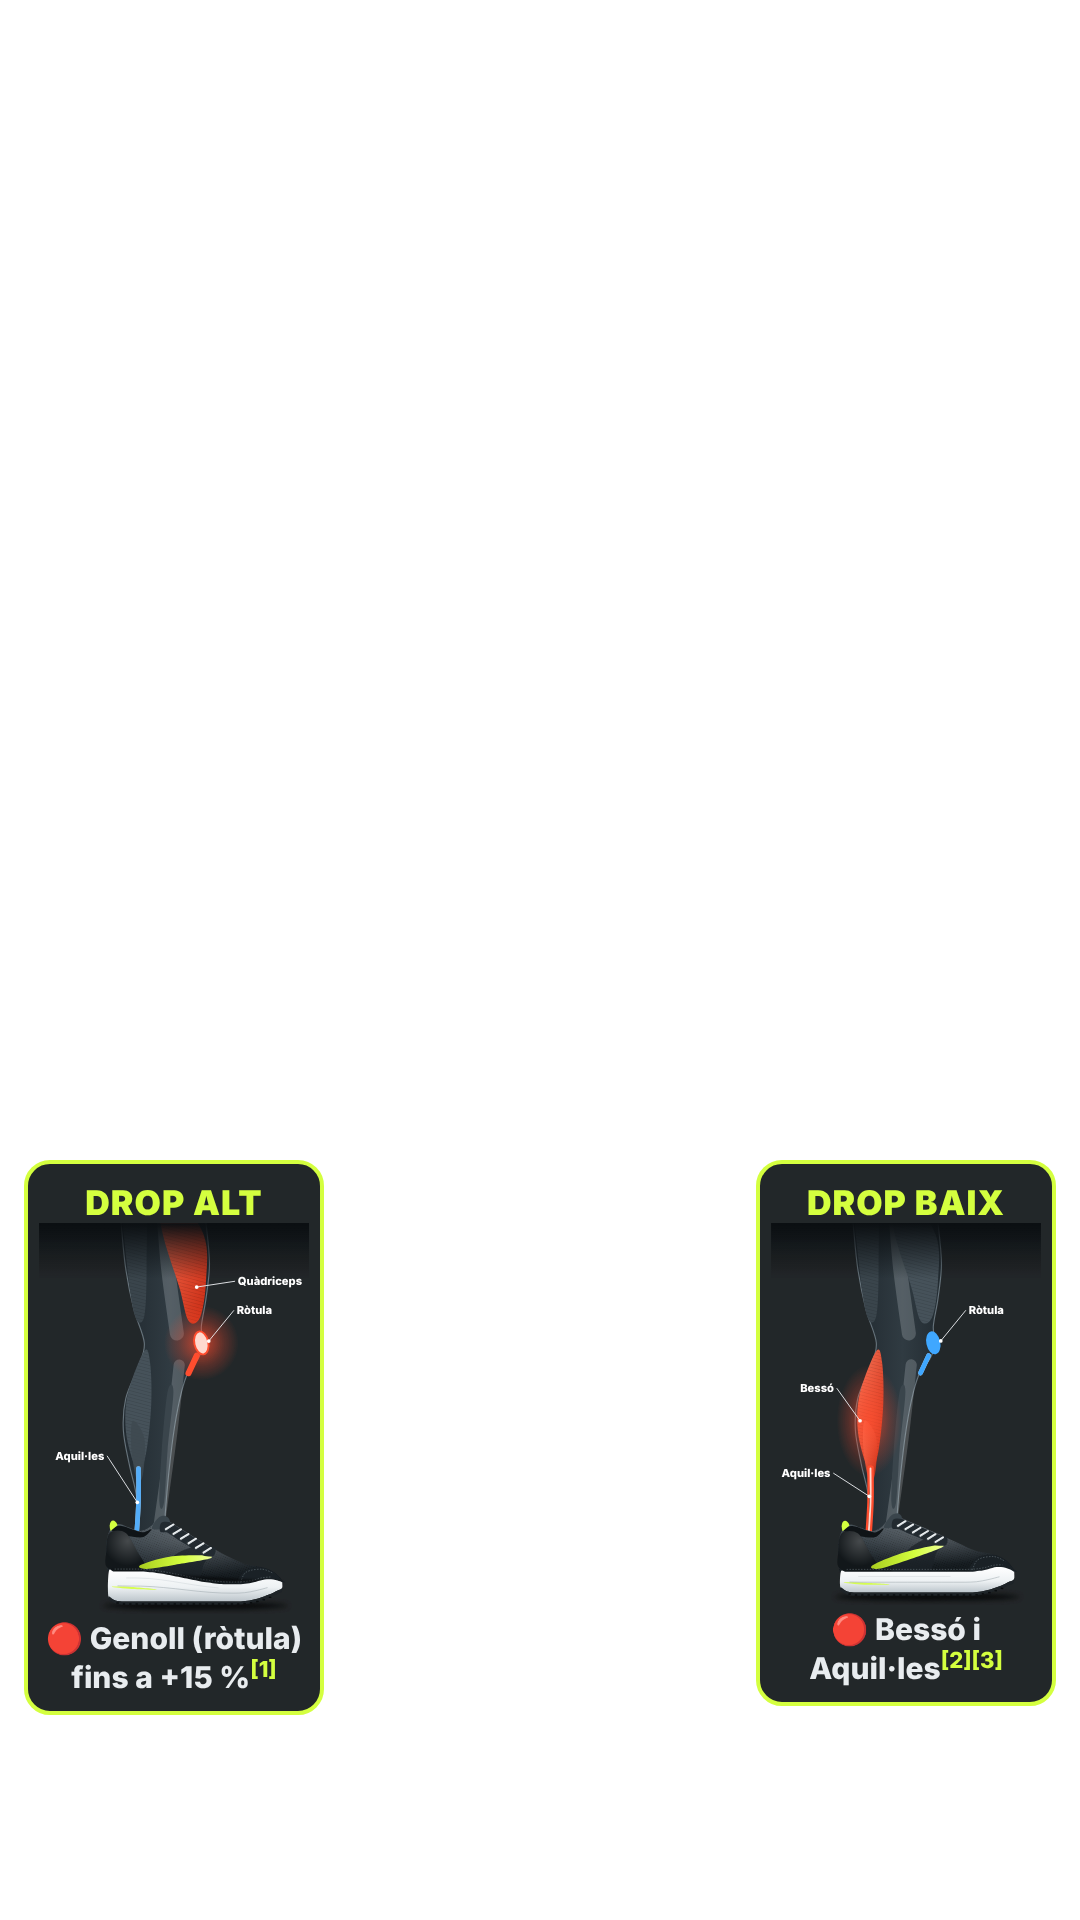 DROP ALT
Quàdriceps
Ròtula
Aquil·les
🔴 Genoll (ròtula)
fins a +15 %[1]
DROP BAIX
Ròtula
Bessó
Aquil·les
🔴 Bessó i
Aquil·les[2][3]